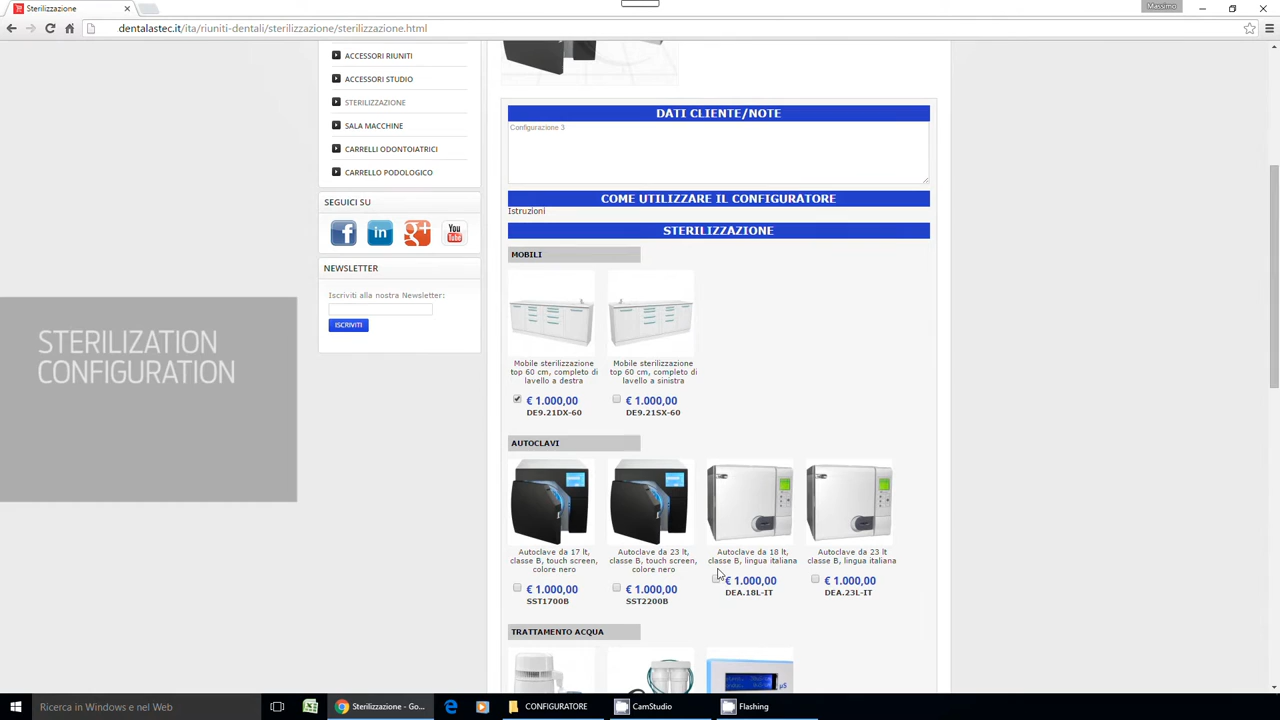 Sterilizzazione
Massimo
dentalastec.it/ita/riuniti-dentali/sterilizzazione/sterilizzazione.html
ACCESSORI RIUNITI
ACCESSORI STUDIO
STERILIZZAZIONE
SALA MACCHINE
CARRELLI ODONTOIATRICI
CARRELLO PODOLOGICO
SEGUICI SU
f in g+ You Tube
NEWSLETTER
Iscriviti alla nostra Newsletter:
ISCRIVITI
STERILIZATION
CONFIGURATION
DATI CLIENTE/NOTE
Configurazione 3
COME UTILIZZARE IL CONFIGURATORE
Istruzioni
STERILIZZAZIONE
MOBILI
Mobile sterilizzazione
top 60 cm, completo di
lavello a destra
€ 1.000,00
DE9.21DX-60
Mobile sterilizzazione
top 60 cm, completo di
lavello a sinistra
€ 1.000,00
DE9.21SX-60
AUTOCLAVI
Autoclave da 17 lt,
classe B, touch screen,
colore nero
€ 1.000,00
SST1700B
Autoclave da 23 lt,
classe B, touch screen,
colore nero
€ 1.000,00
SST2200B
Autoclave da 18 lt,
classe B, lingua italiana
€ 1.000,00
DEA.18L-IT
Autoclave da 23 lt
classe B, lingua italiana
€ 1.000,00
DEA.23L-IT
TRATTAMENTO ACQUA
µS
Ricerca in Windows e nel Web
Sterilizzazione - Go...
CONFIGURATORE
CamStudio
Flashing